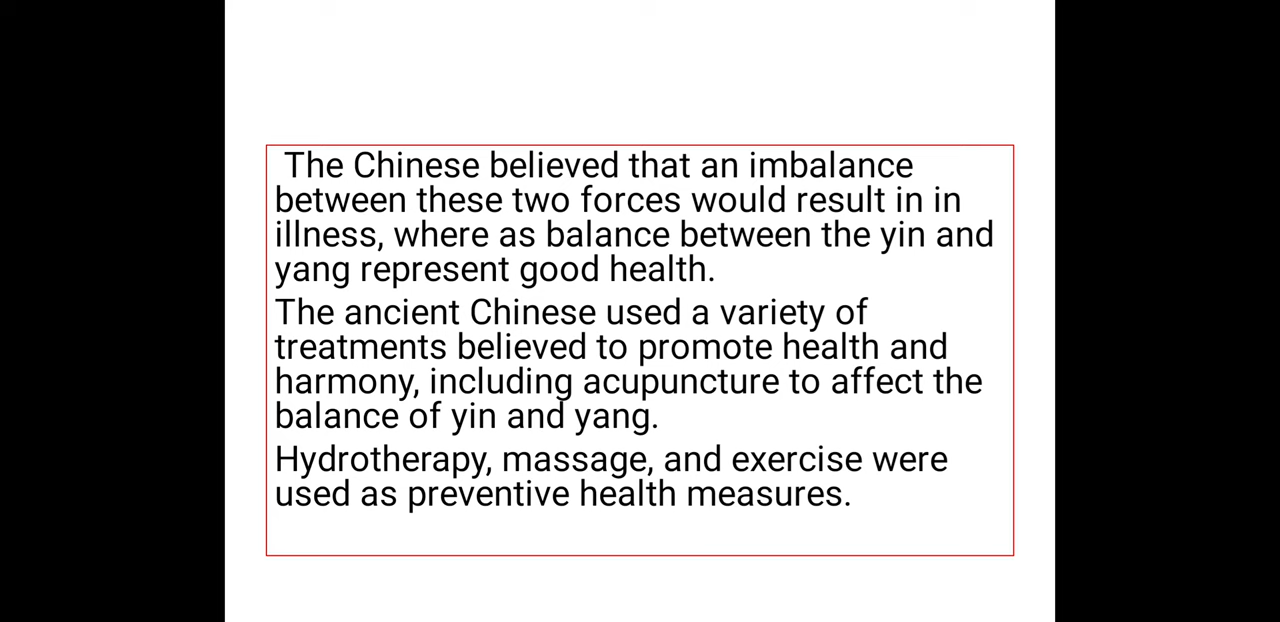 The Chinese believed that an imbalance
between these two forces would result in in
illness, where as balance between the yin and
yang represent good health.
The ancient Chinese used a variety of
treatments believed to promote health and
harmony, including acupuncture to affect the
balance of yin and yang.
Hydrotherapy, massage, and exercise were
used as preventive health measures.